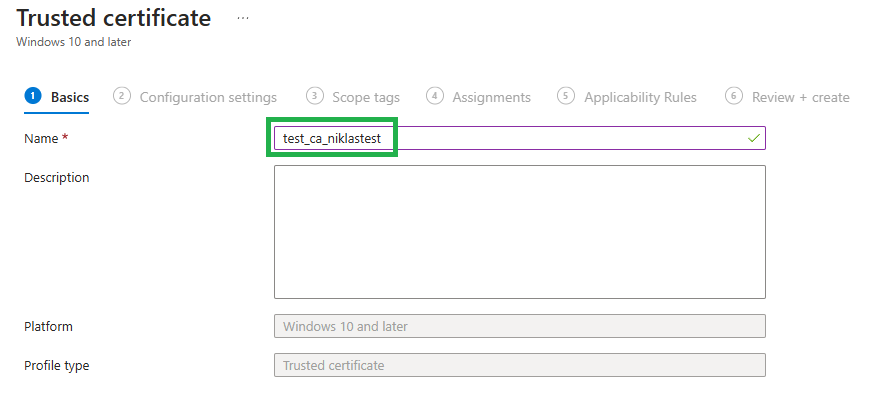 Trusted certificate ...
Windows 10 and later
1 Basics 2 Configuration settings 3 Scope tags 4 Assignments 5 Applicability Rules 6 Review + create
Name * test_ca_niklastest
Description
Platform Windows 10 and later
Profile type Trusted certificate